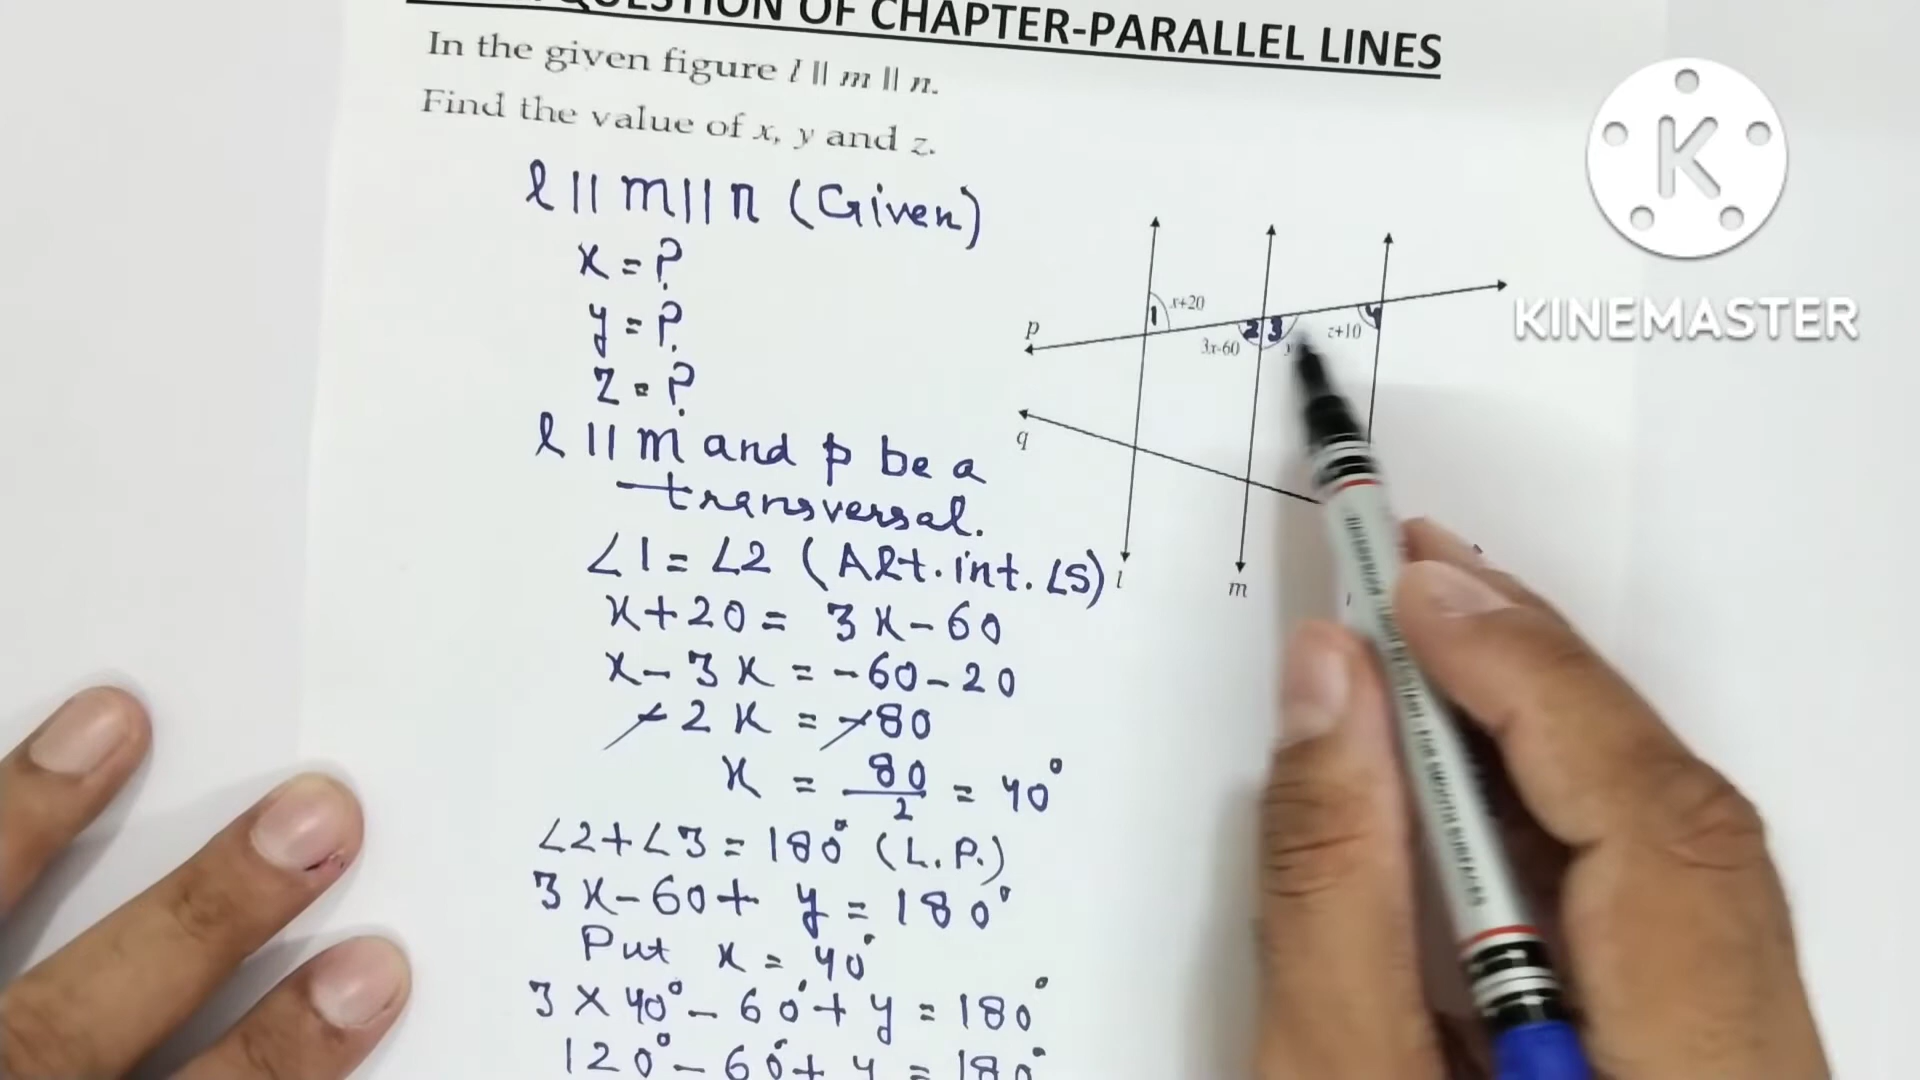 QUESTION OF CHAPTER-PARALLEL LINES
In the given figure l || m || n.
Find the value of x, y and z.
l || m || n (Given)
x = ?
y = ?
z = ?
l || m and p be a
transversal.
∠1 = ∠2 (Alt. int. ∠S)
x + 20 = 3x - 60
x - 3x = -60 - 20
-2x = -80
x = 80/2 = 40°
∠2 + ∠3 = 180° (L.P.)
3x - 60 + y = 180°
Put x = 40°
3 × 40° - 60° + y = 180°
120° - 60° + y = 180°
p
q
1
x+20
2
3
3x-60
y
z+10
4
l
m
K
KINEMASTER